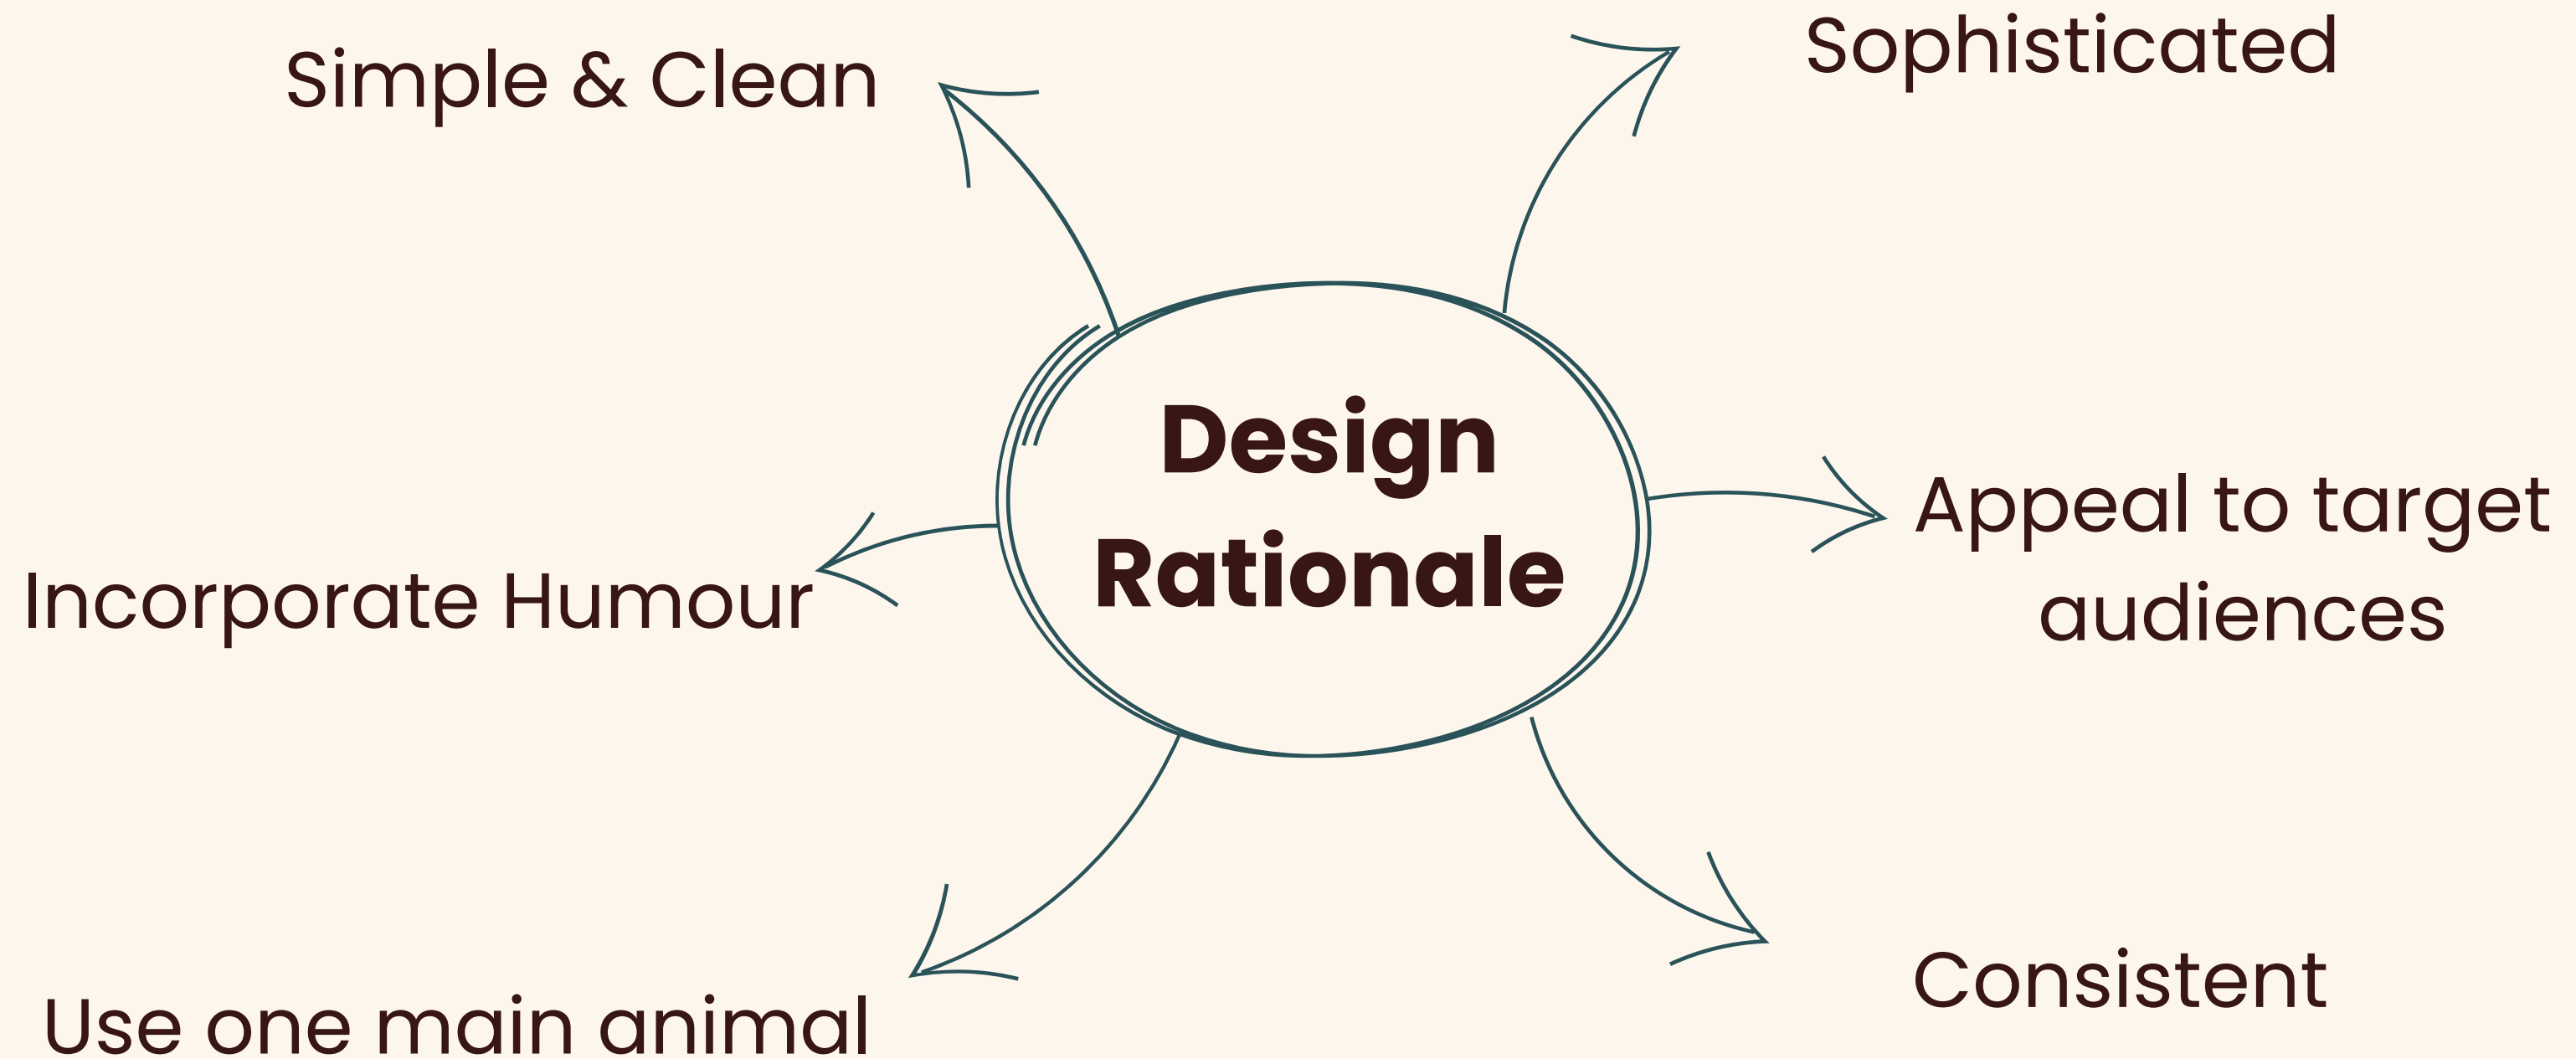 Simple & Clean
Sophisticated
Design
Rationale
Incorporate Humour
Appeal to target
audiences
Use one main animal
Consistent